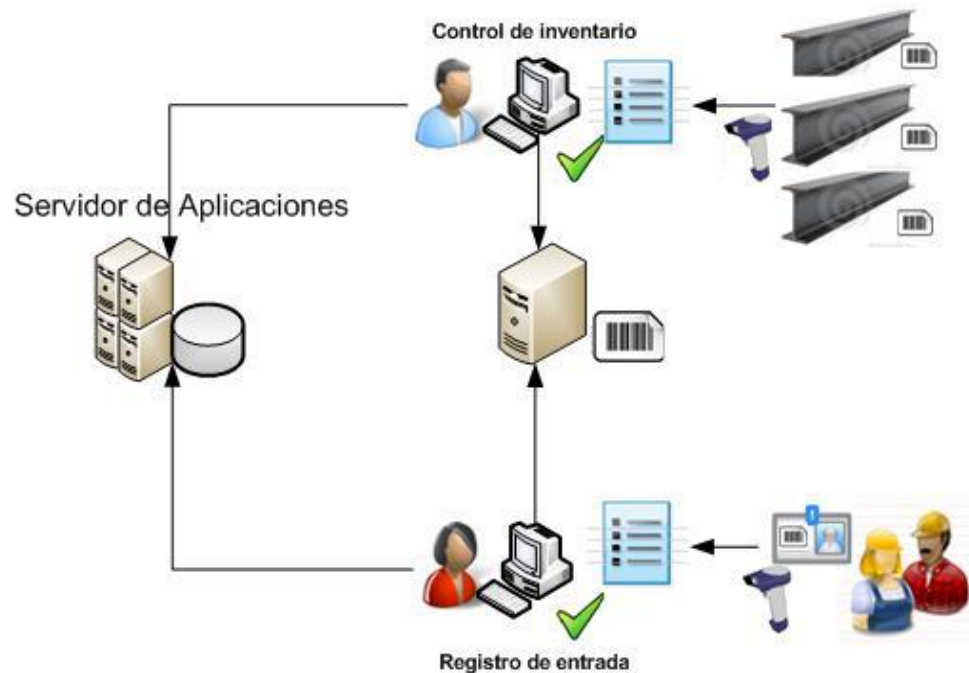 Control de inventario
Servidor de Aplicaciones
Registro de entrada